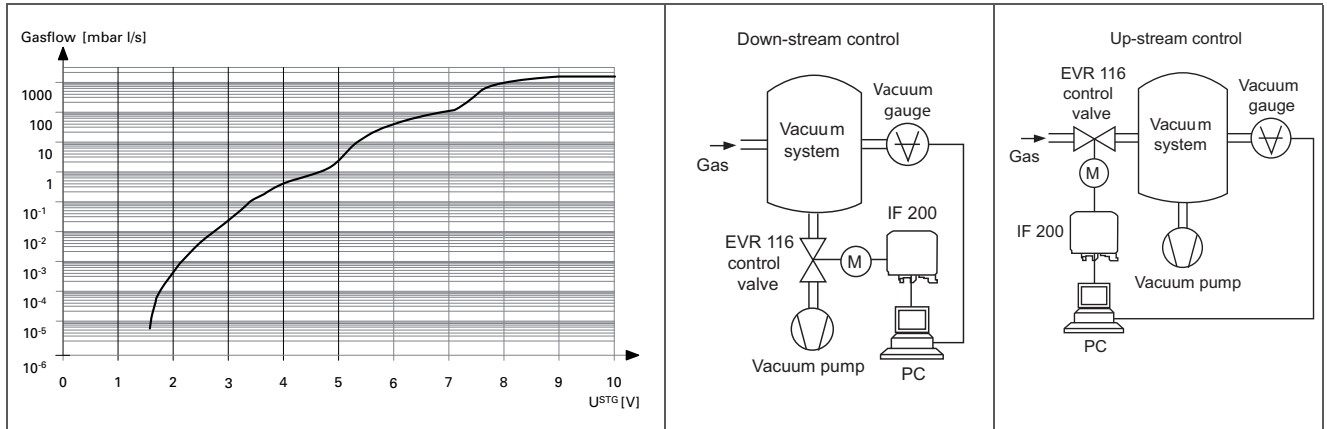 Gasflow [mbar l/s]
1000
100
10
1
10-1
10-2
10-3
10-4
10-5
10-6
0 1 2 3 4 5 6 7 8 9 10
USTG [V]
Down-stream control
Vacuum
gauge
Vacuum
system
Gas
IF 200
EVR 116
control
valve
M
Vacuum pump
PC
Up-stream control
EVR 116
control
valve
Vacuum
gauge
Vacuum
system
Gas
M
IF 200
Vacuum pump
PC